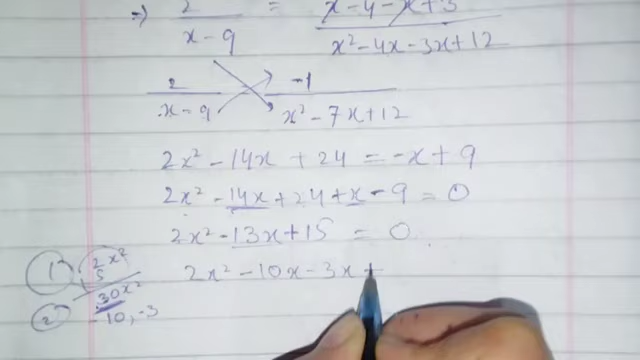 => 2/(x-9) = (x-4-x+3)/(x²-4x-3x+12)
2/(x-9) -1/(x²-7x+12)
2x²-14x+24 = -x+9
2x²-14x+24+x-9 = 0
2x²-13x+15 = 0
2x²-10x-3x+
① 2x²
5
30x²
② -10,-3